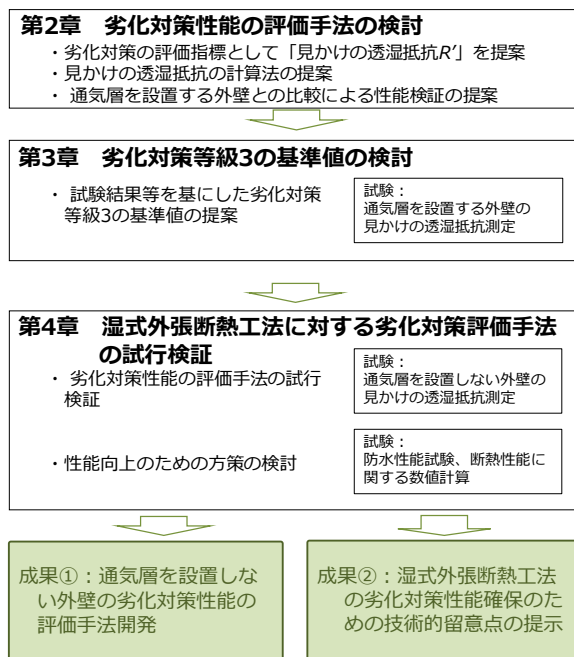 第2章　劣化対策性能の評価手法の検討
・劣化対策の評価指標として「見かけの透湿抵抗R’」を提案
・見かけの透湿抵抗の計算法の提案
・ 通気層を設置する外壁との比較による性能検証の提案
第3章　劣化対策等級3の基準値の検討
・ 試験結果等を基にした劣化対策
等級3の基準値の提案
試験：
通気層を設置する外壁の
見かけの透湿抵抗測定
第4章　湿式外張断熱工法に対する劣化対策評価手法
の試行検証
・ 劣化対策性能の評価手法の試行
検証
試験：
通気層を設置しない外壁の
見かけの透湿抵抗測定
・性能向上のための方策の検討
試験：
防水性能試験、断熱性能に
関する数値計算
成果①：通気層を設置しな
い外壁の劣化対策性能の
評価手法開発
成果②：湿式外張断熱工法
の劣化対策性能確保のた
めの技術的留意点の提示